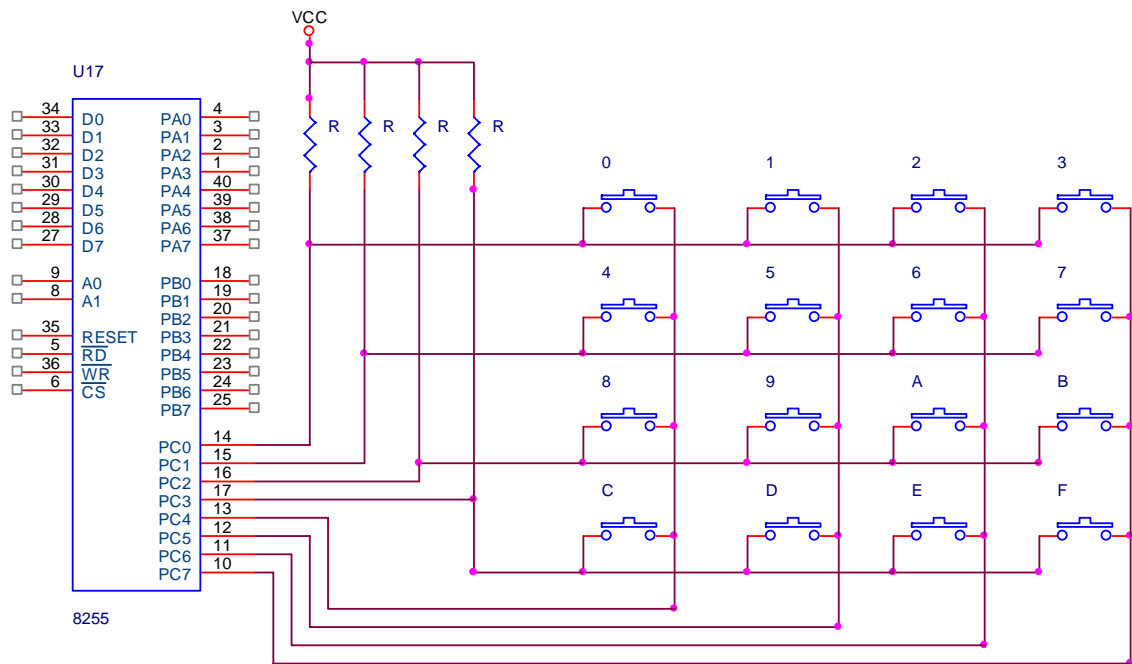 VCC
U17
R R R R
34 D0 PA0 4
33 D1 PA1 3
32 D2 PA2 2
31 D3 PA3 1
30 D4 PA4 40
29 D5 PA5 39
28 D6 PA6 38
27 D7 PA7 37
9 A0 PB0 18
8 A1 PB1 19
PB2 20
35 RESET PB3 21
5 RD PB4 22
36 WR PB5 23
6 CS PB6 24
PB7 25
PC0 14
PC1 15
PC2 16
PC3 17
PC4 13
PC5 12
PC6 11
PC7 10
8255
0 1 2 3
4 5 6 7
8 9 A B
C D E F